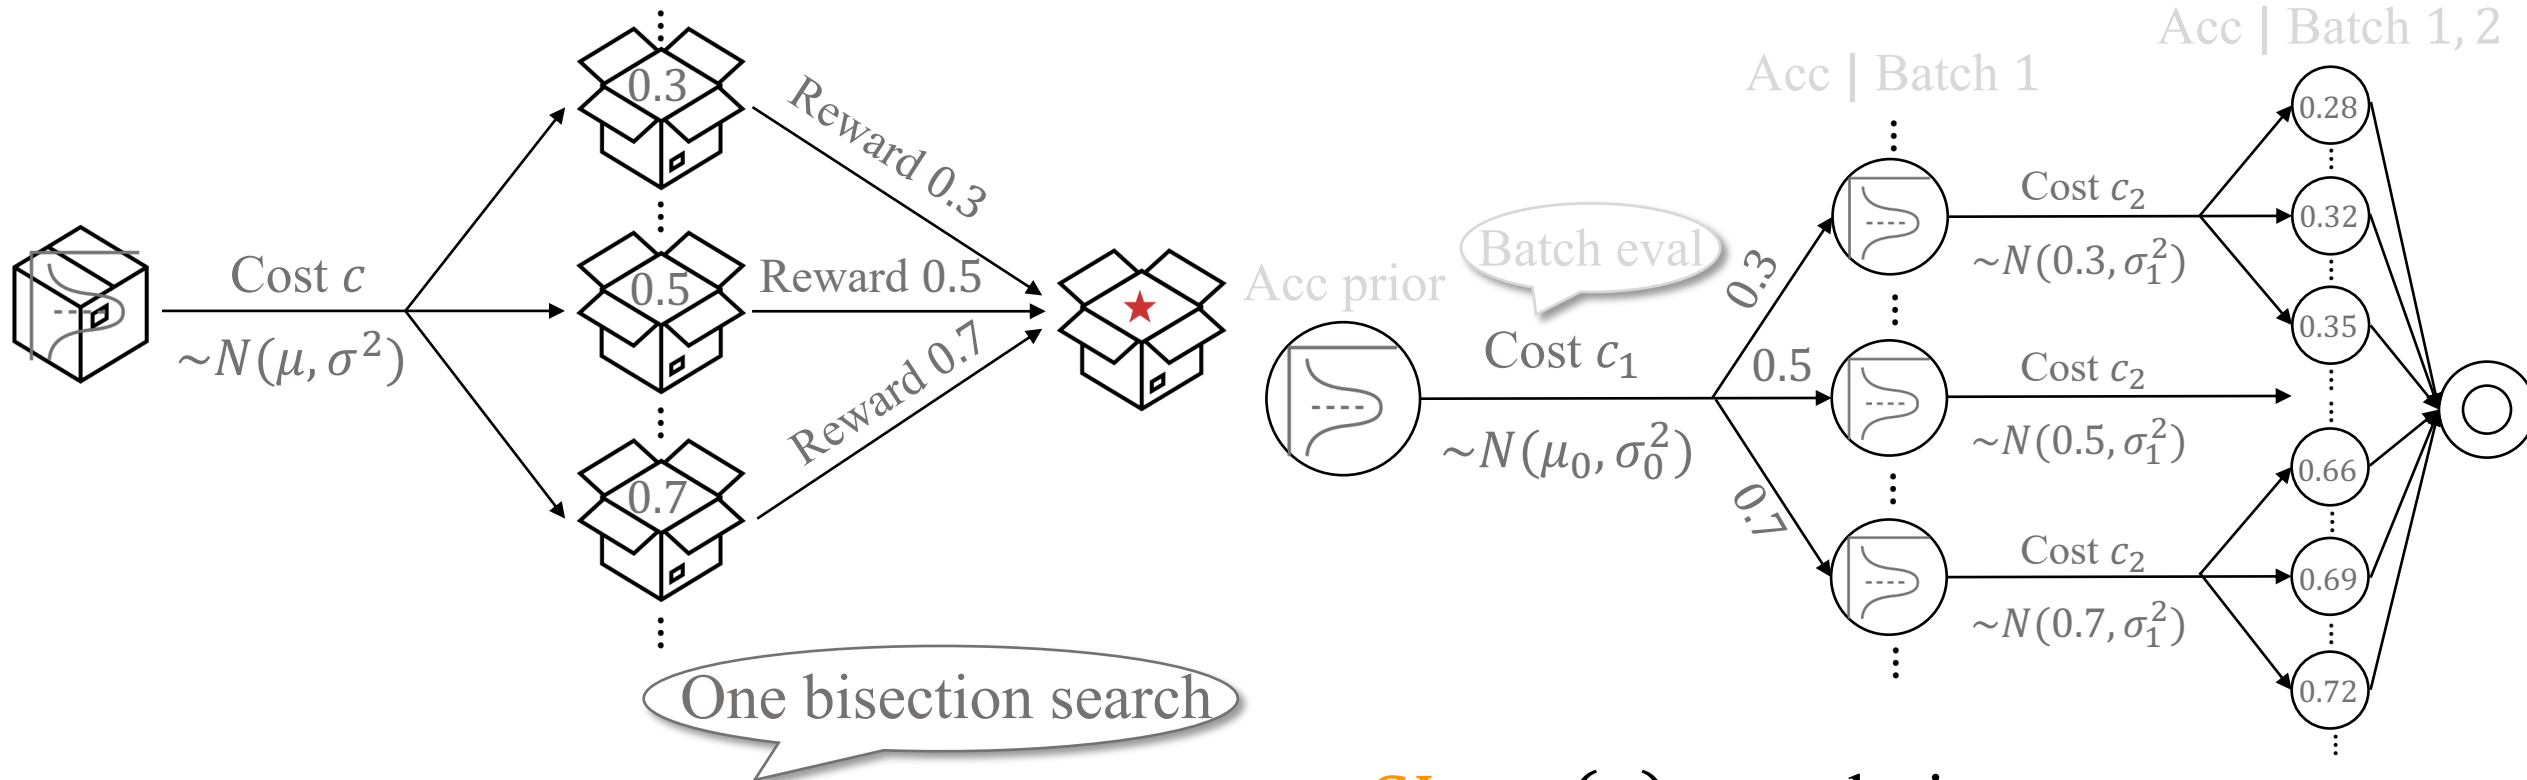 0.3
Reward 0.3
Cost c
~N(μ, σ²)
0.5
Reward 0.5
0.7
Reward 0.7
One bisection search
Acc prior
Batch eval
Cost c₁
~N(μ₀, σ₀²)
0.3
0.5
0.7
Acc | Batch 1
Cost c₂
~N(0.3, σ₁²)
Cost c₂
~N(0.5, σ₁²)
Cost c₂
~N(0.7, σ₁²)
Acc | Batch 1, 2
0.28
0.32
0.35
0.66
0.69
0.72